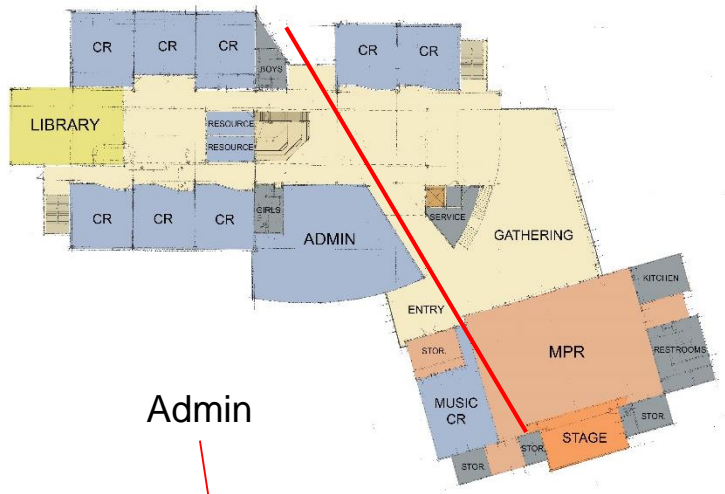 CR
CR
CR
CR
CR
BOYS
LIBRARY
RESOURCE
RESOURCE
CR
CR
CR
GIRLS
ADMIN
SERVICE
GATHERING
ENTRY
KITCHEN
STOR.
MPR
RESTROOMS
MUSIC
CR
STOR.
STAGE
STOR.
STOR.
Admin